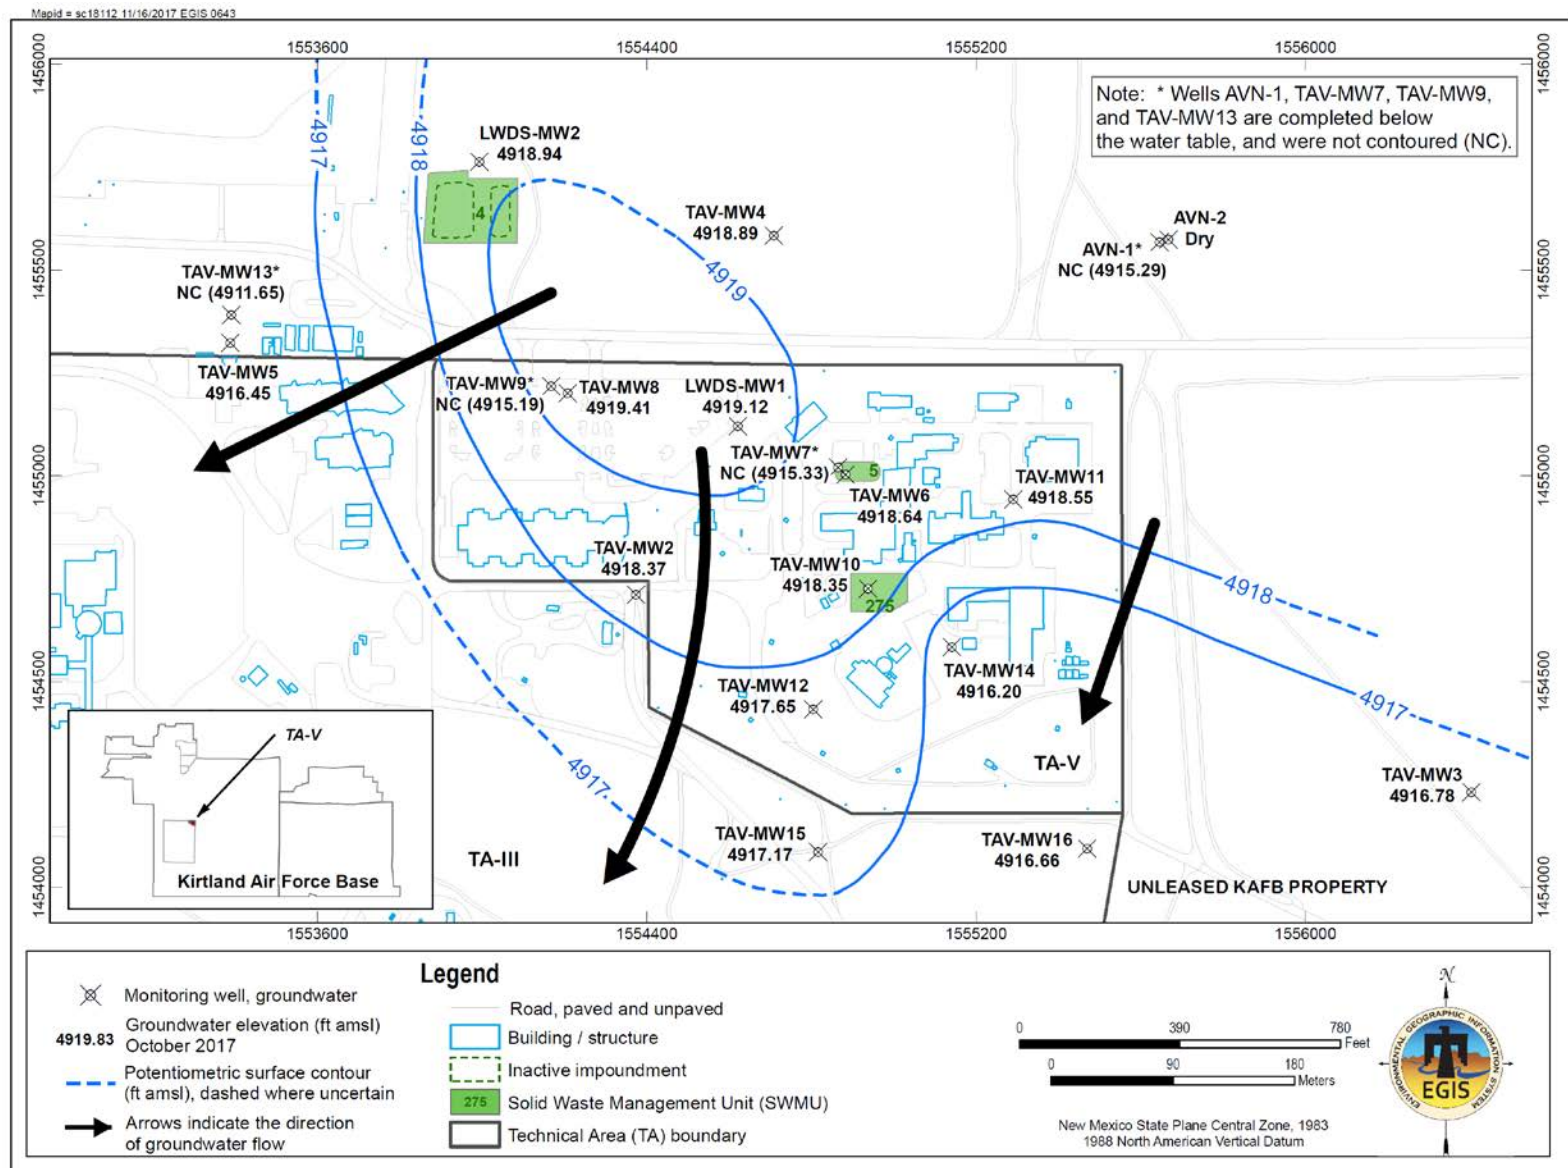 Mapid = sc18112 11/16/2017 EGIS 0643
1553600
1554400
1555200
1556000
1456000
1456000
Note: * Wells AVN-1, TAV-MW7, TAV-MW9,
and TAV-MW13 are completed below
the water table, and were not contoured (NC).
4917
4918
LWDS-MW2
4918.94
4
TAV-MW4
4918.89
AVN-2
Dry
AVN-1*
NC (4915.29)
1455500
1455500
TAV-MW13*
NC (4911.65)
4919
TAV-MW5
4916.45
TAV-MW9*
NC (4915.19)
TAV-MW8
4919.41
LWDS-MW1
4919.12
TAV-MW7*
NC (4915.33)
5
TAV-MW6
4918.64
TAV-MW11
4918.55
1455000
1455000
TAV-MW2
4918.37
TAV-MW10
4918.35
275
4918
TAV-MW14
4916.20
1454500
1454500
TAV-MW12
4917.65
4917
TA-V
TA-V
4917
TAV-MW3
4916.78
TAV-MW15
4917.17
TAV-MW16
4916.66
TA-III
Kirtland Air Force Base
UNLEASED KAFB PROPERTY
1454000
1454000
1553600
1554400
1555200
1556000
Legend
Monitoring well, groundwater
4919.83
Groundwater elevation (ft amsl)
October 2017
Potentiometric surface contour
(ft amsl), dashed where uncertain
Arrows indicate the direction
of groundwater flow
Road, paved and unpaved
Building / structure
Inactive impoundment
275
Solid Waste Management Unit (SWMU)
Technical Area (TA) boundary
0 390 780
Feet
0 90 180
Meters
New Mexico State Plane Central Zone, 1983
1988 North American Vertical Datum
N
ENVIRONMENTAL GEOGRAPHIC INFORMATION SYSTEM
EGIS